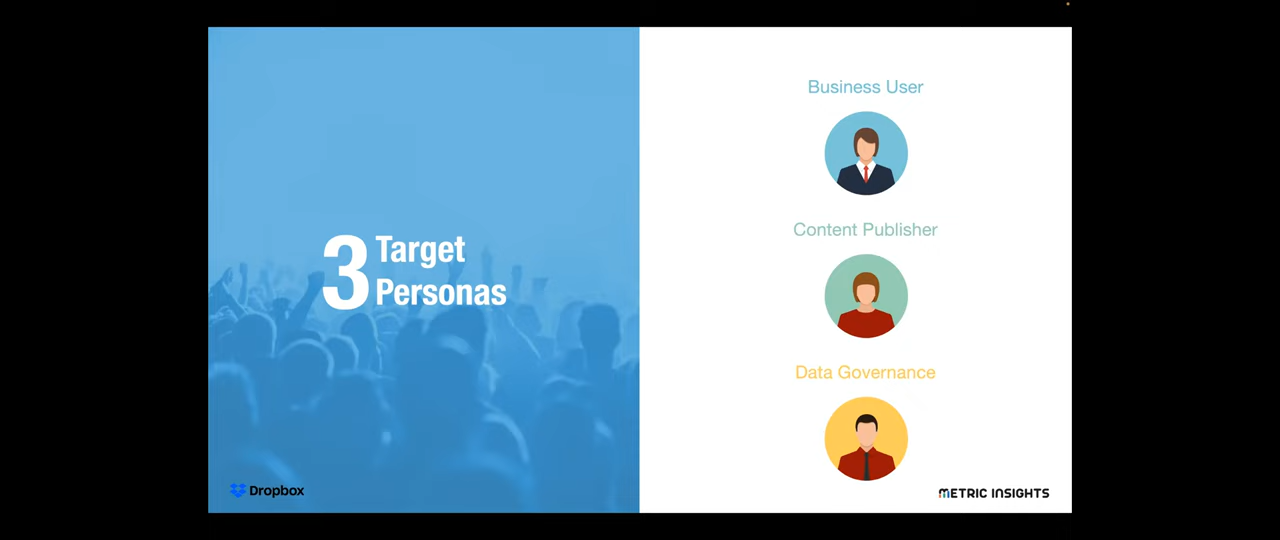 3 Target
Personas
Business User
Content Publisher
Data Governance
Dropbox
METRIC INSIGHTS